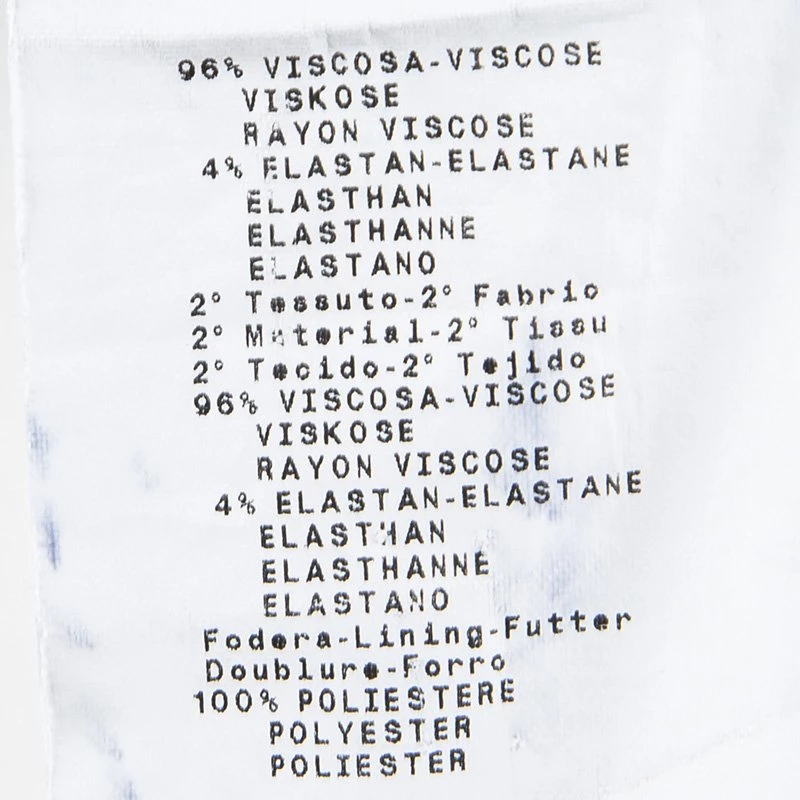 96% VISCOSA-VISCOSE
VISKOSE
RAYON VISCOSE
4% ELASTAN-ELASTANE
ELASTHAN
ELASTHANNE
ELASTANO
2° Tessuto-2° Fabric
2° Material-2° Tissu
2° Tecido-2° Tejido
96% VISCOSA-VISCOSE
VISKOSE
RAYON VISCOSE
4% ELASTAN-ELASTANE
ELASTHAN
ELASTHANNE
ELASTANO
Fodera-Lining-Futter
Doublure-Forro
100% POLIESTERE
POLYESTER
POLIESTER